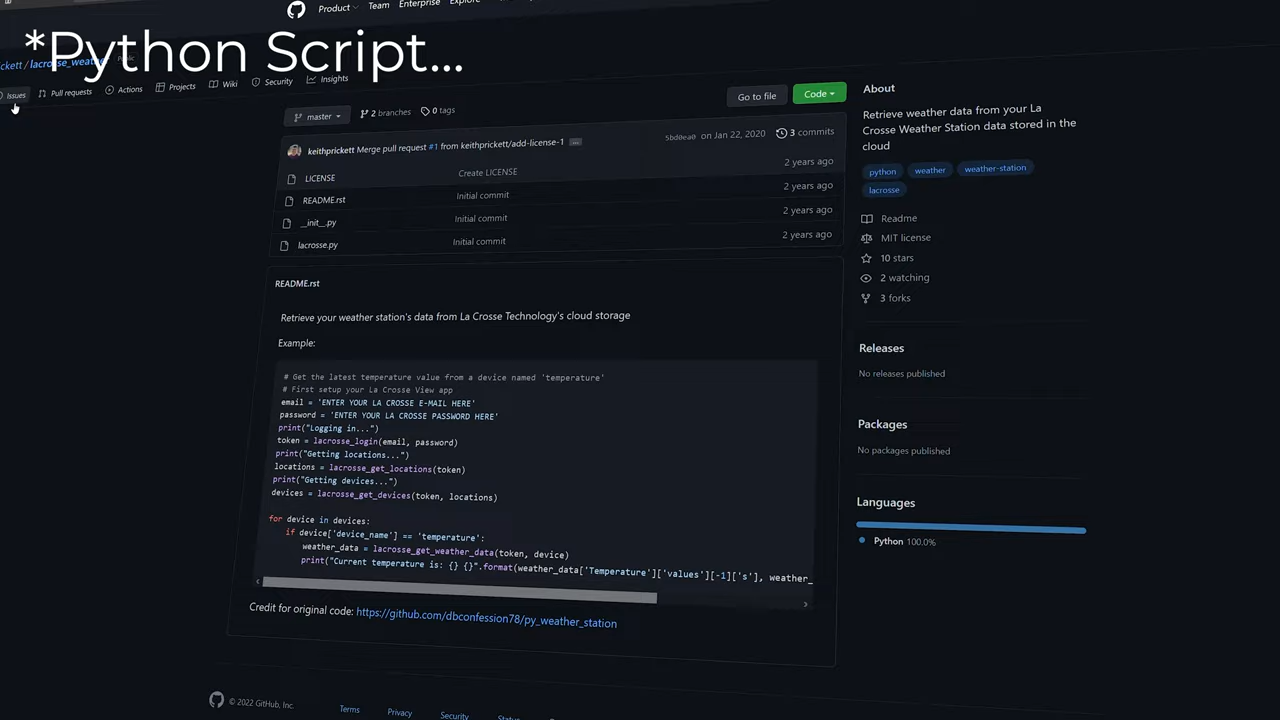 Product
Team
Enterprise
Explore
*Python Script...
ckett / lacrosse_weather
Issues
Pull requests
Actions
Projects
Wiki
Security
Insights
master
2 branches
0 tags
Go to file
Code
keithprickett Merge pull request #1 from keithprickett/add-license-1 ...
5bd0ea0 on Jan 22, 2020
3 commits
LICENSE
Create LICENSE
2 years ago
README.rst
Initial commit
2 years ago
__init__.py
Initial commit
2 years ago
lacrosse.py
Initial commit
2 years ago
README.rst
Retrieve your weather station's data from La Crosse Technology's cloud storage
Example:
# Get the latest temperature value from a device named 'temperature'
# First setup your La Crosse View app
email = 'ENTER YOUR LA CROSSE E-MAIL HERE'
password = 'ENTER YOUR LA CROSSE PASSWORD HERE'
print("Logging in...")
token = lacrosse_login(email, password)
print("Getting locations...")
locations = lacrosse_get_locations(token)
print("Getting devices...")
devices = lacrosse_get_devices(token, locations)
for device in devices:
if device['device_name'] == 'temperature':
weather_data = lacrosse_get_weather_data(token, device)
print("Current temperature is: {} {}".format(weather_data['Temperature']['values'][-1]['s'], weather_
Credit for original code: https://github.com/dbconfession78/py_weather_station
About
Retrieve weather data from your La
Crosse Weather Station data stored in the
cloud
python
weather
weather-station
lacrosse
Readme
MIT license
10 stars
2 watching
3 forks
Releases
No releases published
Packages
No packages published
Languages
Python 100.0%
© 2022 GitHub, Inc.
Terms
Privacy
Security